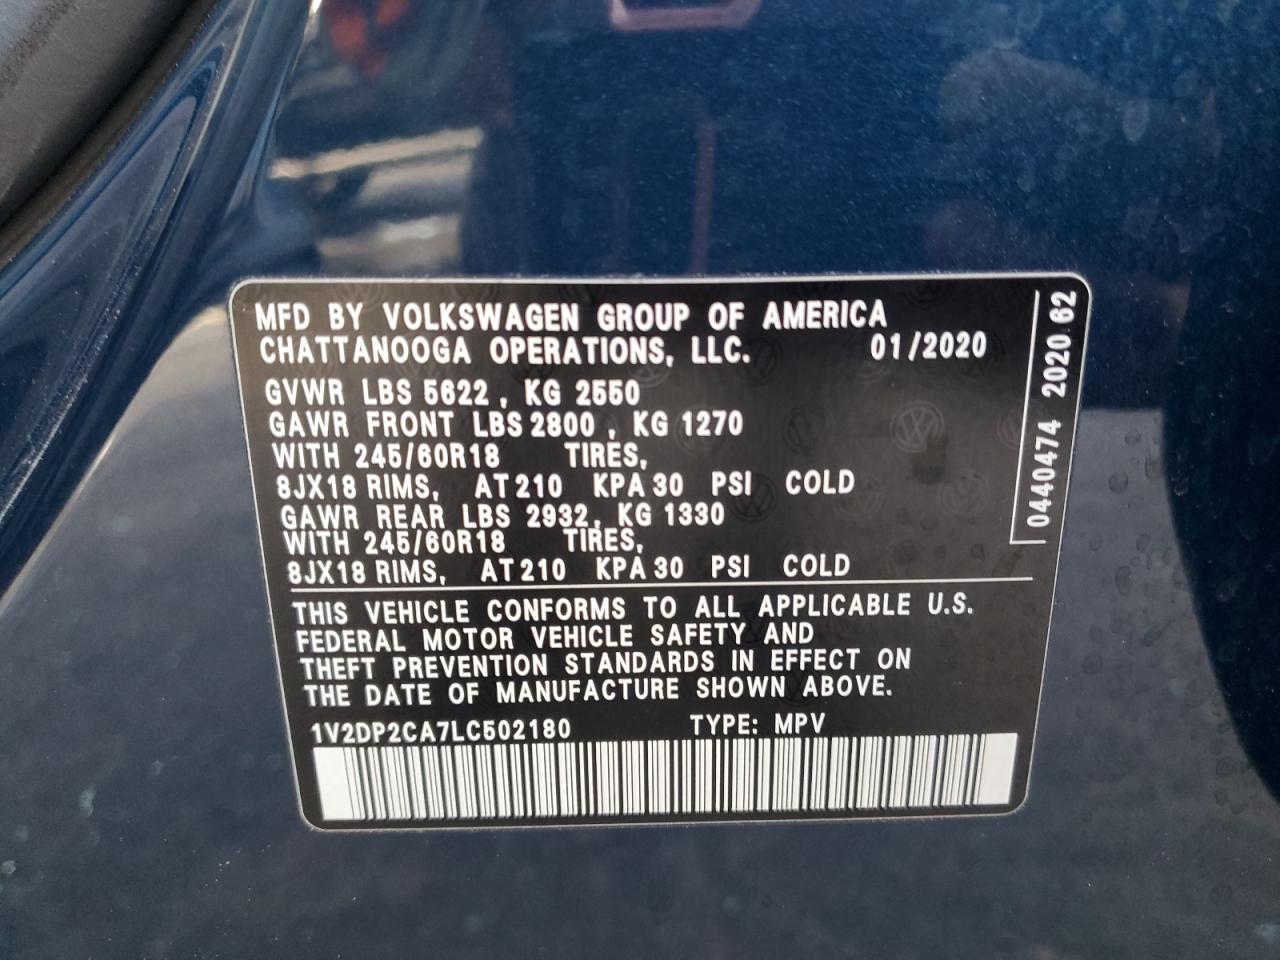 MFD BY VOLKSWAGEN GROUP OF AMERICA
CHATTANOOGA OPERATIONS, LLC. 01/2020
GVWR LBS 5622, KG 2550
GAWR FRONT LBS 2800, KG 1270
WITH 245/60R18 TIRES,
8JX18 RIMS, AT 210 KPA 30 PSI COLD
GAWR REAR LBS 2932, KG 1330
WITH 245/60R18 TIRES,
8JX18 RIMS, AT 210 KPA 30 PSI COLD
THIS VEHICLE CONFORMS TO ALL APPLICABLE U.S.
FEDERAL MOTOR VEHICLE SAFETY AND
THEFT PREVENTION STANDARDS IN EFFECT ON
THE DATE OF MANUFACTURE SHOWN ABOVE.
1V2DP2CA7LC502180 TYPE: MPV
0440474 2020 62